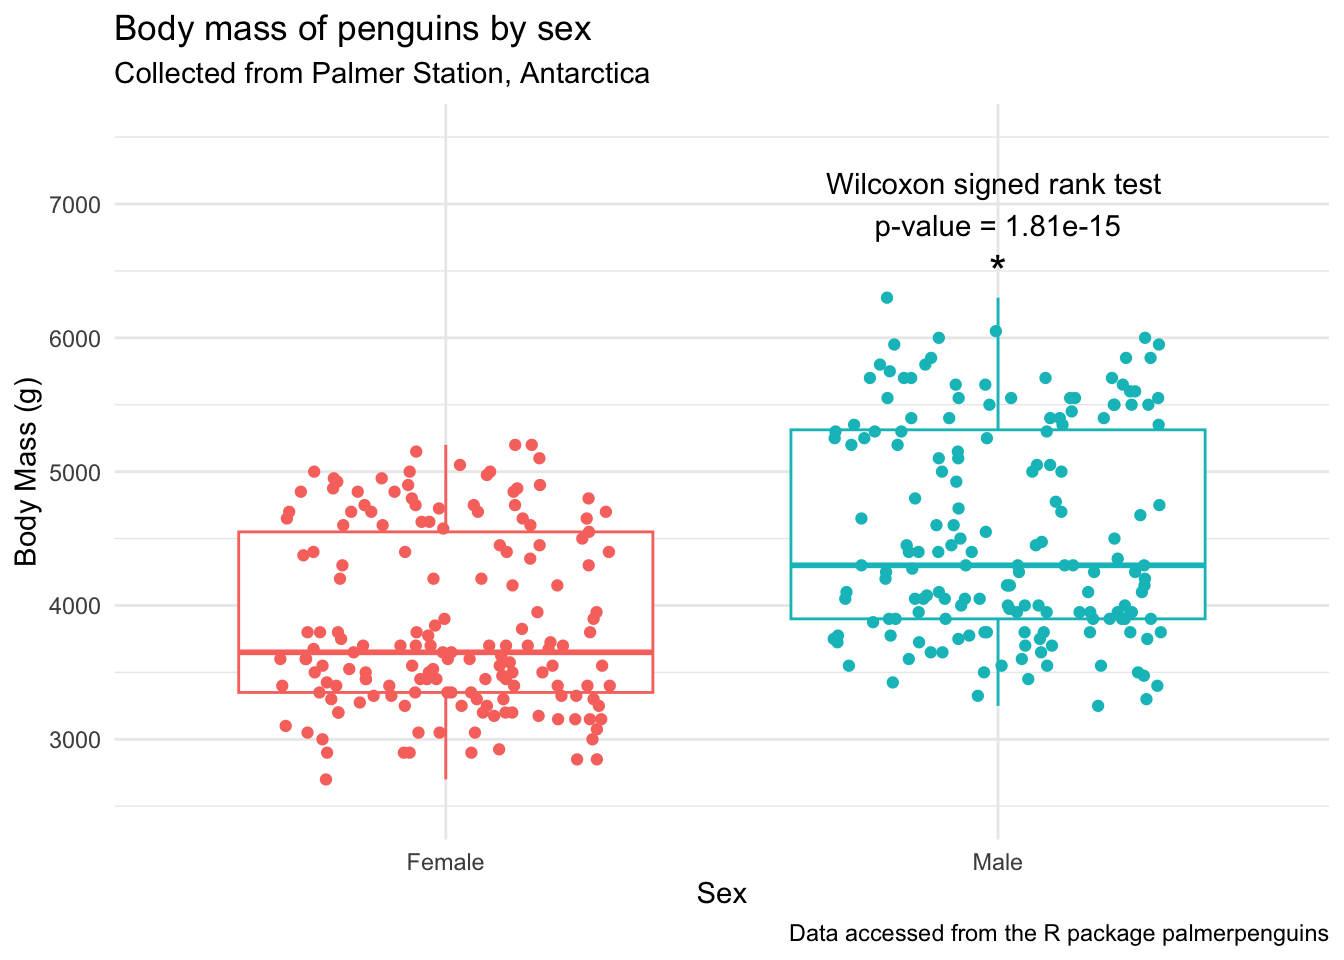 Body mass of penguins by sex
Collected from Palmer Station, Antarctica
Wilcoxon signed rank test
p-value = 1.81e-15
*
7000
6000
5000
4000
3000
Body Mass (g)
Female
Male
Sex
Data accessed from the R package palmerpenguins